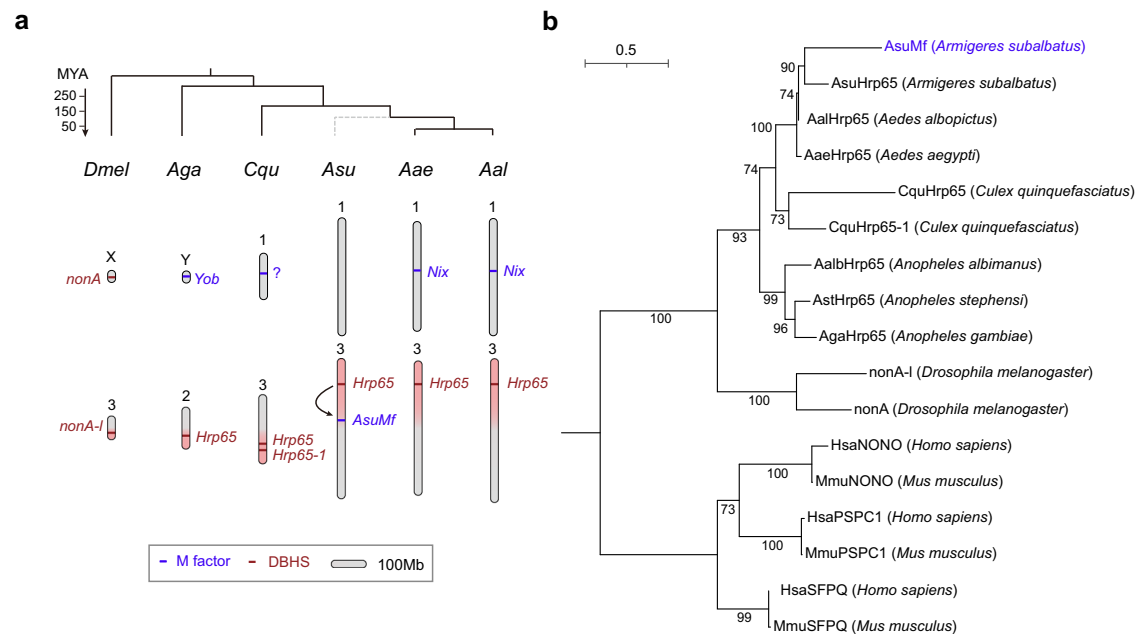 a
MYA
250
150
50
Dmel Aga Cqu Asu Aae Aal
X Y 1 1 1 1
nonA Yob ? Nix Nix
3 2 3 3 3 3
nonA-l Hrp65 Hrp65 Hrp65 Hrp65 Hrp65
Hrp65-1 AsuMf
M factor DBHS 100Mb
b
0.5
AsuMf (Armigeres subalbatus)
90
AsuHrp65 (Armigeres subalbatus)
74
AalHrp65 (Aedes albopictus)
100
AaeHrp65 (Aedes aegypti)
74
CquHrp65 (Culex quinquefasciatus)
73
CquHrp65-1 (Culex quinquefasciatus)
93
AalbHrp65 (Anopheles albimanus)
99
AstHrp65 (Anopheles stephensi)
96
AgaHrp65 (Anopheles gambiae)
100
nonA-l (Drosophila melanogaster)
100
nonA (Drosophila melanogaster)
HsaNONO (Homo sapiens)
100
MmuNONO (Mus musculus)
73
HsaPSPC1 (Homo sapiens)
100
MmuPSPC1 (Mus musculus)
HsaSFPQ (Homo sapiens)
99
MmuSFPQ (Mus musculus)